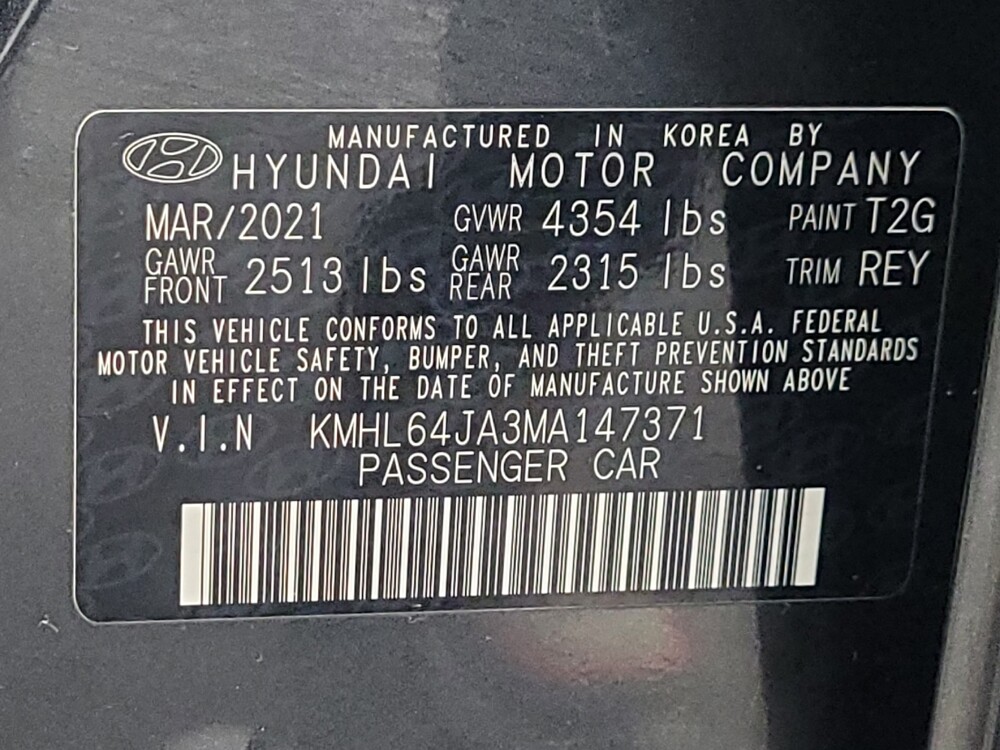 MANUFACTURED IN KOREA BY
HYUNDAI MOTOR COMPANY
MAR/2021 GVWR 4354 lbs PAINT T2G
GAWR FRONT 2513 lbs GAWR REAR 2315 lbs TRIM REY
THIS VEHICLE CONFORMS TO ALL APPLICABLE U.S.A. FEDERAL
MOTOR VEHICLE SAFETY, BUMPER, AND THEFT PREVENTION STANDARDS
IN EFFECT ON THE DATE OF MANUFACTURE SHOWN ABOVE
V.I.N KMHL64JA3MA147371
PASSENGER CAR